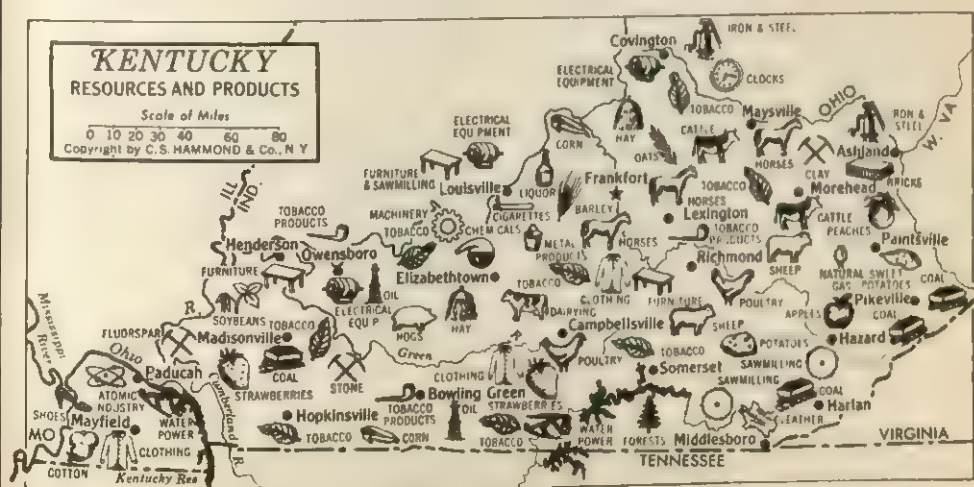 KENTUCKY
RESOURCES AND PRODUCTS
Scale of Miles
0 10 20 30 40 60 80
Copyright by C.S. HAMMOND & Co., N Y
Covington
IRON & STEEL
ELECTRICAL
EQUIPMENT
CLOCKS
TOBACCO
Maysville
OHIO
W. VA
IRON &
STEEL
ELECTRICAL
EQUIPMENT
CORN
HAY
OATS
CATTLE
HORSES
CLAY
Ashland
BRICKS
FURNITURE
& SAWMILLING
Louisville
LIQUOR
BARLEY
Frankfort
HORSES
TOBACCO
Morehead
ILL
IND.
TOBACCO
PRODUCTS
MACHINERY
CIGARETTES
Lexington
CATTLE
PEACHES
Henderson
Owensboro
TOBACCO
CHEMICALS
METAL
PRODUCTS
HORSES
TOBACCO
PRODUCTS
Richmond
SHEEP
Paintsville
FURNITURE
Elizabethtown
CLOTHING
FURNITURE
POULTRY
NATURAL
GAS
SWEET
POTATOES
COAL
SOYBEANS
ELECTRICAL
EQUIP
OIL
HOGS
HAY
TOBACCO
DAIRYING
APPLES
Pikeville
COAL
Mississippi
River
FLUORSPAR
R.
Madisonville
TOBACCO
Green
Campbellsville
SHEEP
POTATOES
Hazard
Ohio
Paducah
STRAWBERRIES
COAL
STONE
CLOTHING
POULTRY
TOBACCO
SAWMILLING
ATOMIC
INDUSTRY
Cumberland
R.
Bowling Green
STRAWBERRIES
Somerset
SAWMILLING
COAL
Harlan
SHOES
Mayfield
WATER
POWER
Hopkinsville
TOBACCO
PRODUCTS
OIL
WATER
POWER
FORESTS
Middlesboro
LEATHER
MO
COTTON
CLOTHING
TOBACCO
CORN
TOBACCO
VIRGINIA
Kentucky Res
TENNESSEE